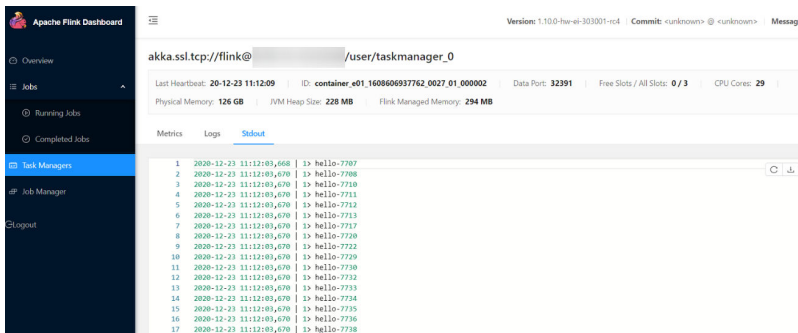 Apache Flink Dashboard
Version: 1.10.0-hw-ei-303001-rc4 Commit: <unknown> @ <unknown> Messag
Overview
Jobs
Running Jobs
Completed Jobs
Task Managers
Job Manager
Logout
akka.ssl.tcp://flink@ /user/taskmanager_0
Last Heartbeat: 20-12-23 11:12:09 ID: container_e01_1608606937762_0027_01_000002 Data Port: 32391 Free Slots / All Slots: 0 / 3 CPU Cores: 29
Physical Memory: 126 GB JVM Heap Size: 228 MB Flink Managed Memory: 294 MB
Metrics Logs Stdout
1 2020-12-23 11:12:03,668 | 1> hello-7707
2 2020-12-23 11:12:03,670 | 1> hello-7708
3 2020-12-23 11:12:03,670 | 1> hello-7710
4 2020-12-23 11:12:03,670 | 1> hello-7711
5 2020-12-23 11:12:03,670 | 1> hello-7712
6 2020-12-23 11:12:03,670 | 1> hello-7713
7 2020-12-23 11:12:03,670 | 1> hello-7717
8 2020-12-23 11:12:03,670 | 1> hello-7720
9 2020-12-23 11:12:03,670 | 1> hello-7722
10 2020-12-23 11:12:03,670 | 1> hello-7729
11 2020-12-23 11:12:03,670 | 1> hello-7730
12 2020-12-23 11:12:03,670 | 1> hello-7732
13 2020-12-23 11:12:03,670 | 1> hello-7733
14 2020-12-23 11:12:03,670 | 1> hello-7734
15 2020-12-23 11:12:03,670 | 1> hello-7735
16 2020-12-23 11:12:03,670 | 1> hello-7736
17 2020-12-23 11:12:03,670 | 1> hello-7738